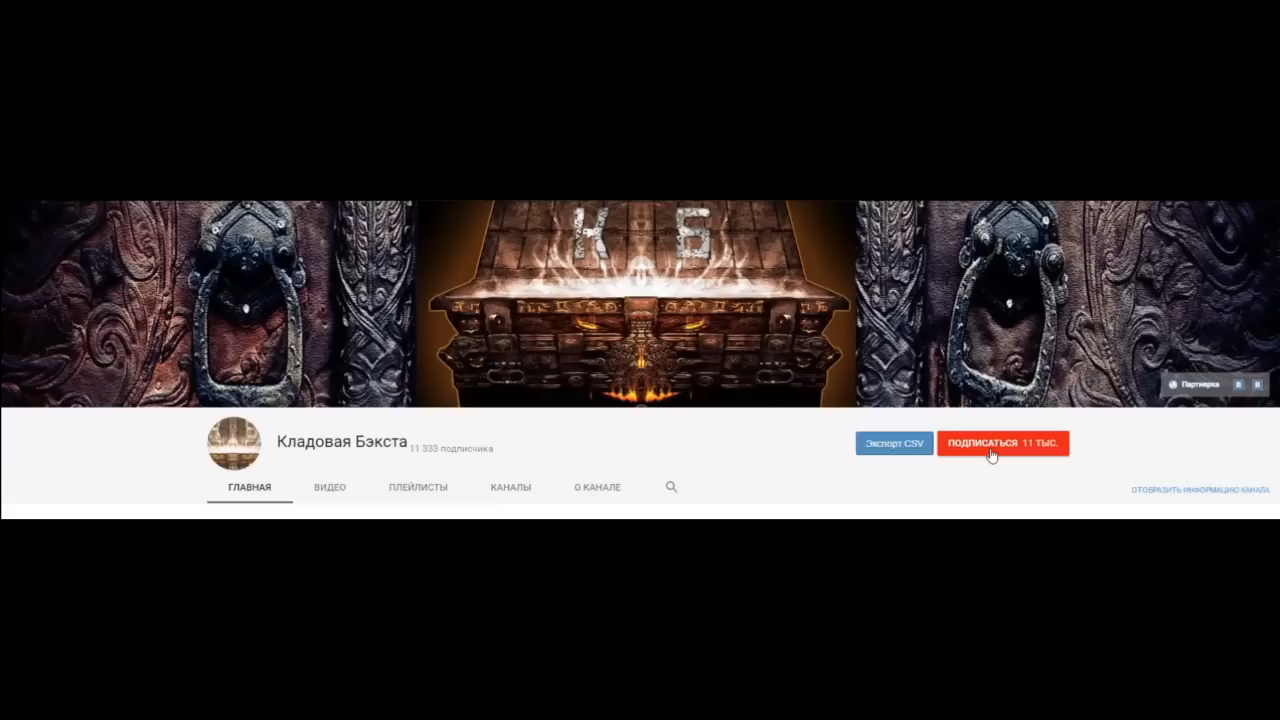 К Б
Партнерка
Кладовая Бэкста 11 333 подписчика
Экспорт CSV ПОДПИСАТЬСЯ 11 ТЫС.
ГЛАВНАЯ ВИДЕО ПЛЕЙЛИСТЫ КАНАЛЫ О КАНАЛЕ
ОТОБРАЗИТЬ ИНФОРМАЦИЮ КАНАЛА